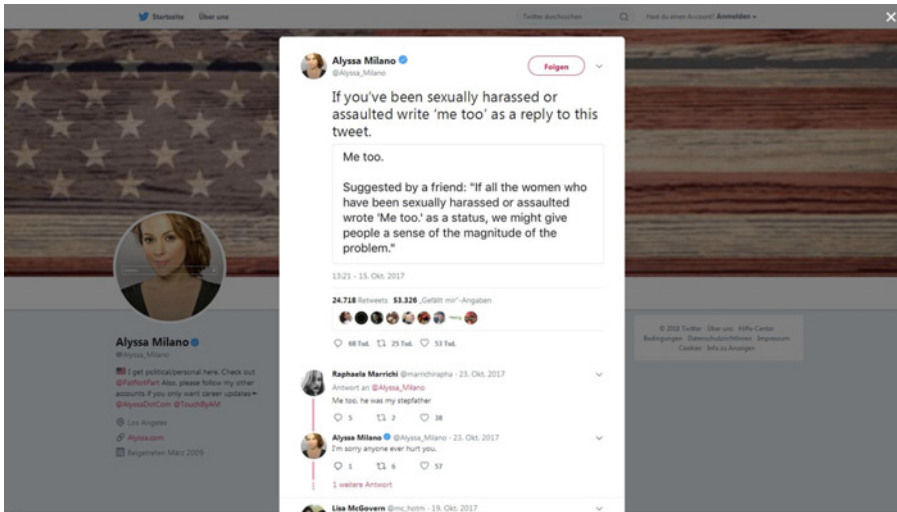 Startseite Über uns
Twitter durchsuchen Hast du einen Account? Anmelden
Alyssa Milano
@Alyssa_Milano
Folgen
If you've been sexually harassed or
assaulted write 'me too' as a reply to this
tweet.
Me too.
Suggested by a friend: "If all the women who
have been sexually harassed or assaulted
wrote 'Me too.' as a status, we might give
people a sense of the magnitude of the
problem."
13:21 - 15. Okt. 2017
24.718 Retweets 53.326 „Gefällt mir"-Angaben
68 Tsd. 25 Tsd. 53 Tsd.
Raphaela Marrichi @marrichirapha - 23. Okt. 2017
Antwort an @Alyssa_Milano
Me too, he was my stepfather
5 2 38
Alyssa Milano @Alyssa_Milano - 23. Okt. 2017
I'm sorry anyone ever hurt you.
1 6 57
1 weitere Antwort
Lisa McGovern @mc_hotm - 19. Okt. 2017
Alyssa Milano
@Alyssa_Milano
I get political/personal here. Check out
@PatNotPart Also, please follow my other
accounts if you only want career updates
@AlyssaDotCom @TouchByAM
Los Angeles
Alyssa.com
Beigetreten März 2009
© 2018 Twitter Über uns Hilfe-Center
Bedingungen Datenschutzrichtlinien Impressum
Cookies Info zu Anzeigen